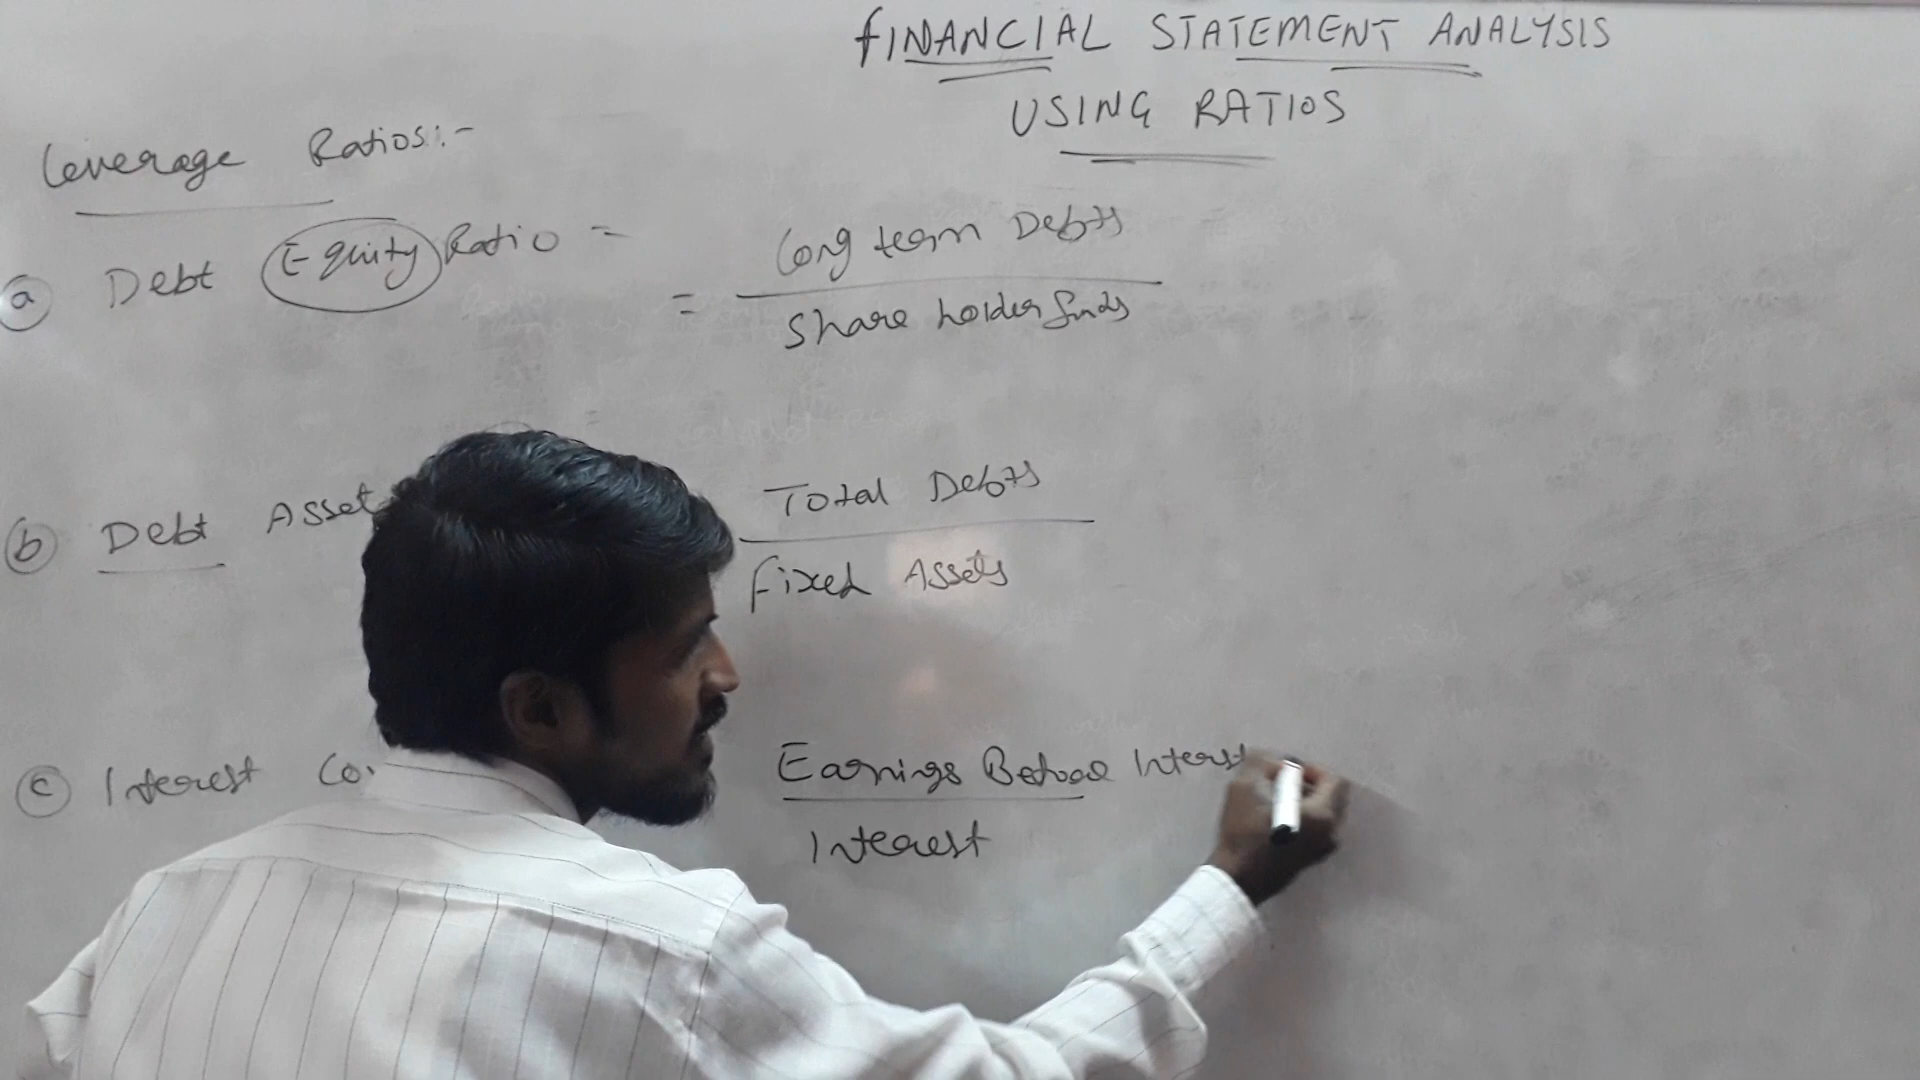 FINANCIAL STATEMENT ANALYSIS
USING RATIOS
Leverage Ratios:-
a Debt Equity Ratio =
= Long term Debts
Share holder funds
b Debt Asset
Total Debts
Fixed Assets
c Interest Co
Earnings Before Interest
Interest